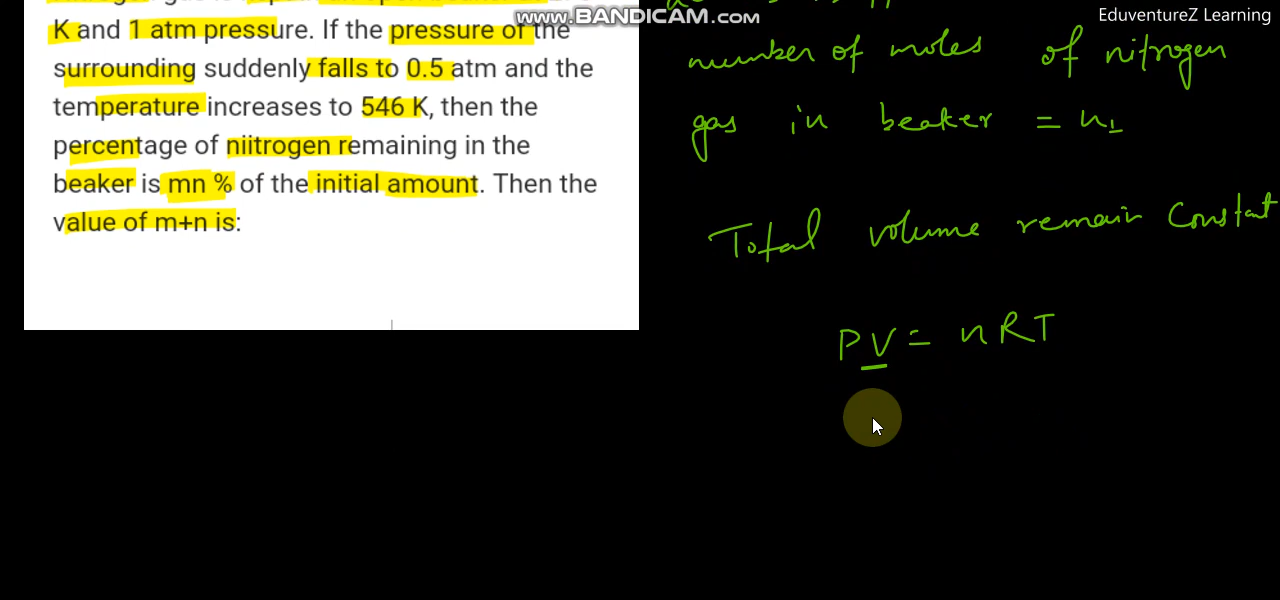 www.BANDICAM.com
EduventureZ Learning
K and 1 atm pressure. If the pressure of the
surrounding suddenly falls to 0.5 atm and the
temperature increases to 546 K, then the
percentage of niitrogen remaining in the
beaker is mn % of the initial amount. Then the
value of m+n is:
number of moles of nitrogen
gas in beaker = n₁
Total volume remain Constant
PV = nRT